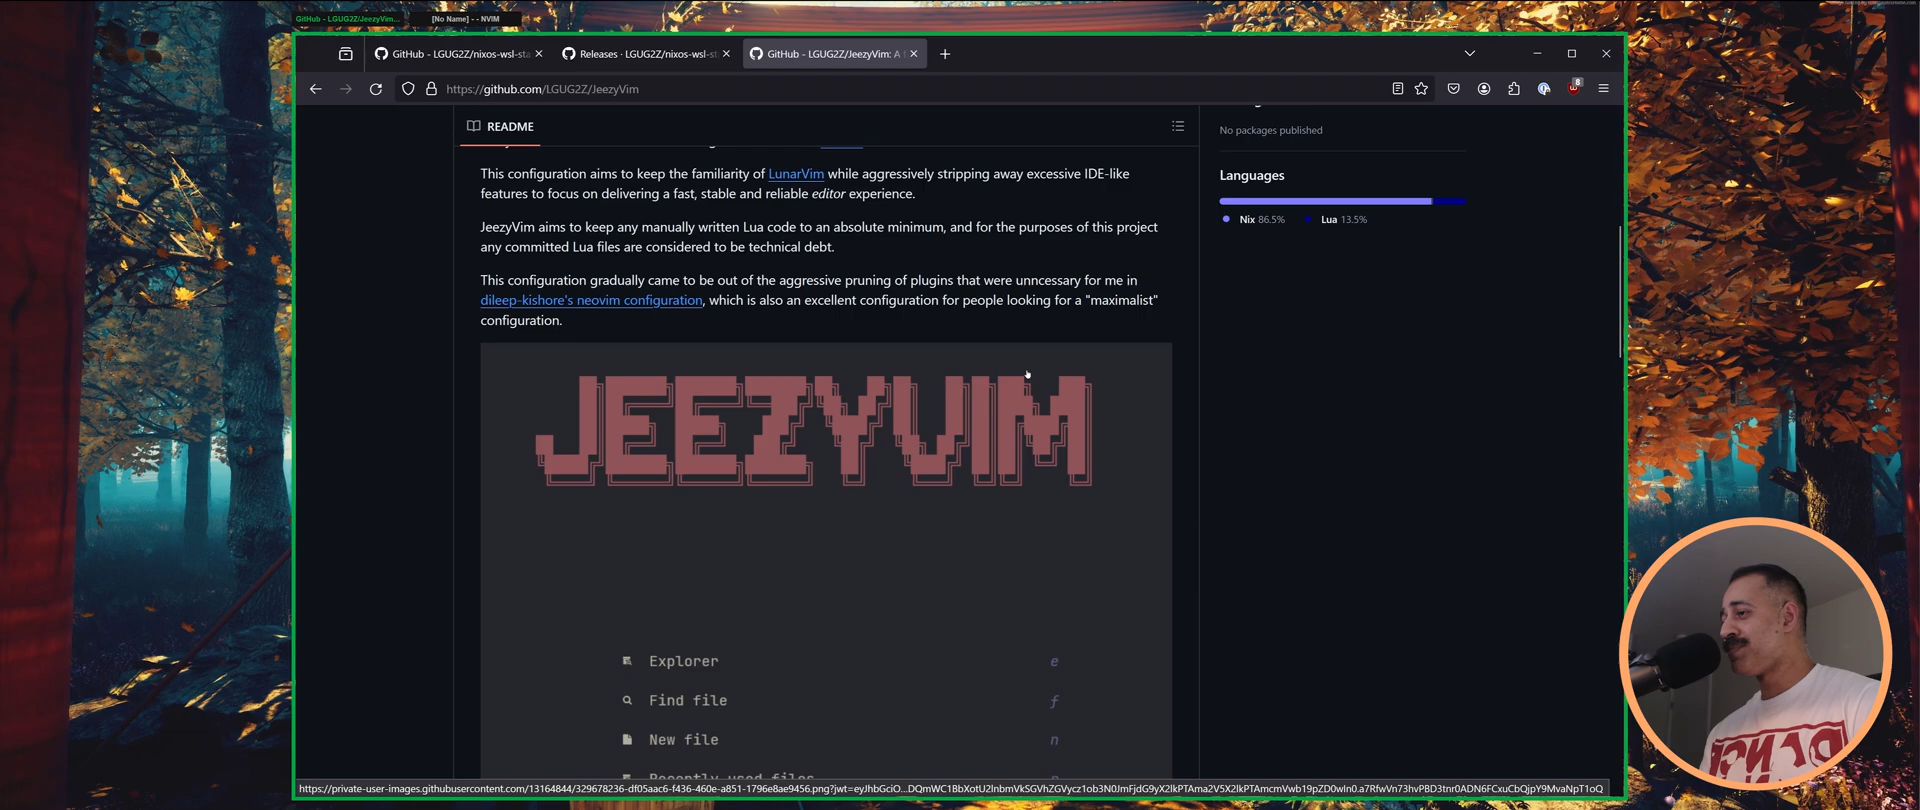 GitHub - LGUG2Z/JeezyVim...
[No Name] - - NVIM
GitHub - LGUG2Z/nixos-wsl-sta
Releases · LGUG2Z/nixos-wsl-st
GitHub - LGUG2Z/JeezyVim: A
https://github.com/LGUG2Z/JeezyVim
8
README
This configuration aims to keep the familiarity of LunarVim while aggressively stripping away excessive IDE-like
features to focus on delivering a fast, stable and reliable editor experience.
JeezyVim aims to keep any manually written Lua code to an absolute minimum, and for the purposes of this project
any committed Lua files are considered to be technical debt.
This configuration gradually came to be out of the aggressive pruning of plugins that were unncessary for me in
dileep-kishore's neovim configuration, which is also an excellent configuration for people looking for a "maximalist"
configuration.
JEEZYVIM
Explorer e
Find file f
New file n
Recently used files
No packages published
Languages
Nix 86.5% Lua 13.5%